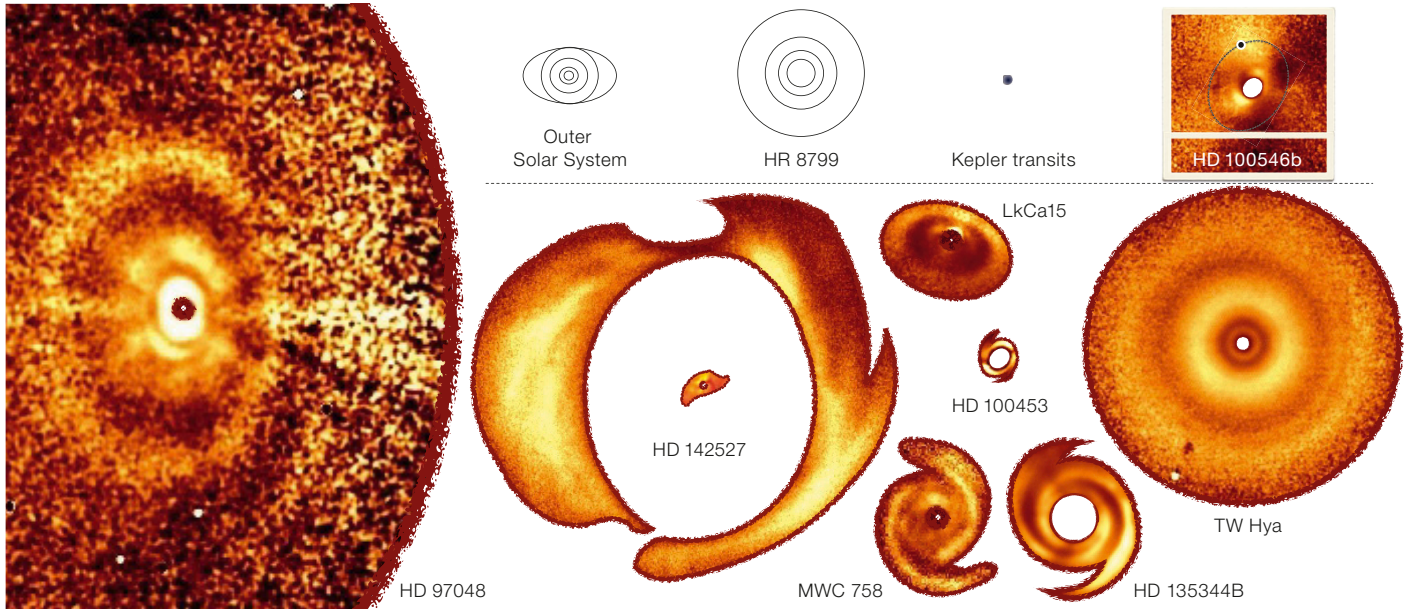 Outer
Solar System
HR 8799
Kepler transits
HD 100546b
LkCa15
HD 142527
HD 100453
TW Hya
HD 97048
MWC 758
HD 135344B